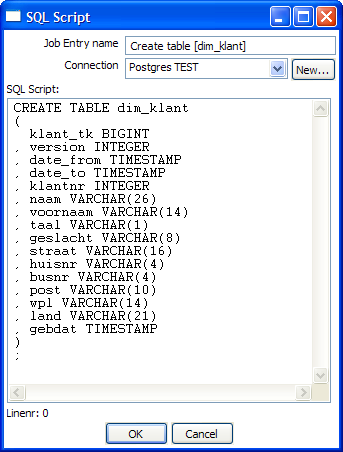 SQL Script
Job Entry name Create table [dim_klant]
Connection Postgres TEST New...
SQL Script:
CREATE TABLE dim_klant
(
  klant_tk BIGINT
, version INTEGER
, date_from TIMESTAMP
, date_to TIMESTAMP
, klantnr INTEGER
, naam VARCHAR(26)
, voornaam VARCHAR(14)
, taal VARCHAR(1)
, geslacht VARCHAR(8)
, straat VARCHAR(16)
, huisnr VARCHAR(4)
, busnr VARCHAR(4)
, post VARCHAR(10)
, wpl VARCHAR(14)
, land VARCHAR(21)
, gebdat TIMESTAMP
)
;
Linenr: 0
OK Cancel